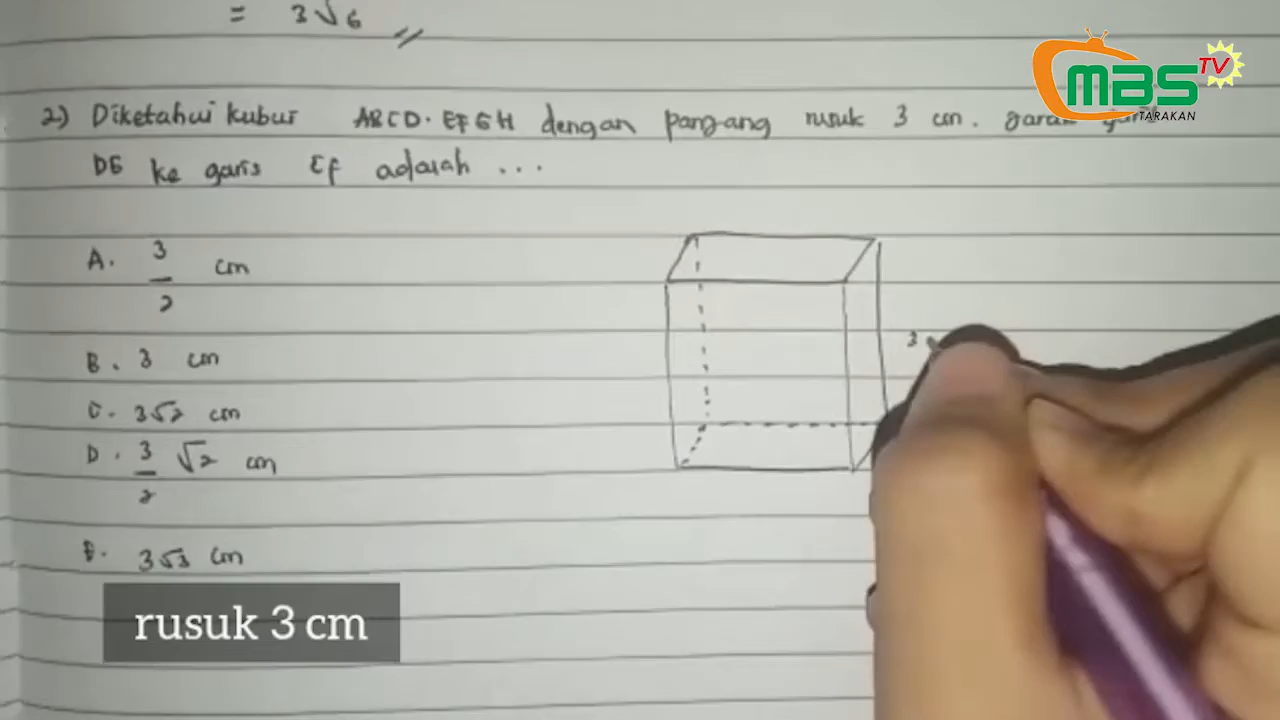 = 3√6 //
MBS TV
TARAKAN
2) Diketahui kubus ABCD.EFGH dengan panjang rusuk 3 cm. Jarak garis
DG ke garis EF adalah ...
A. 3/2 cm
B. 3 cm
C. 3√2 cm
D. 3/2 √2 cm
E. 3√3 cm
3
rusuk 3 cm